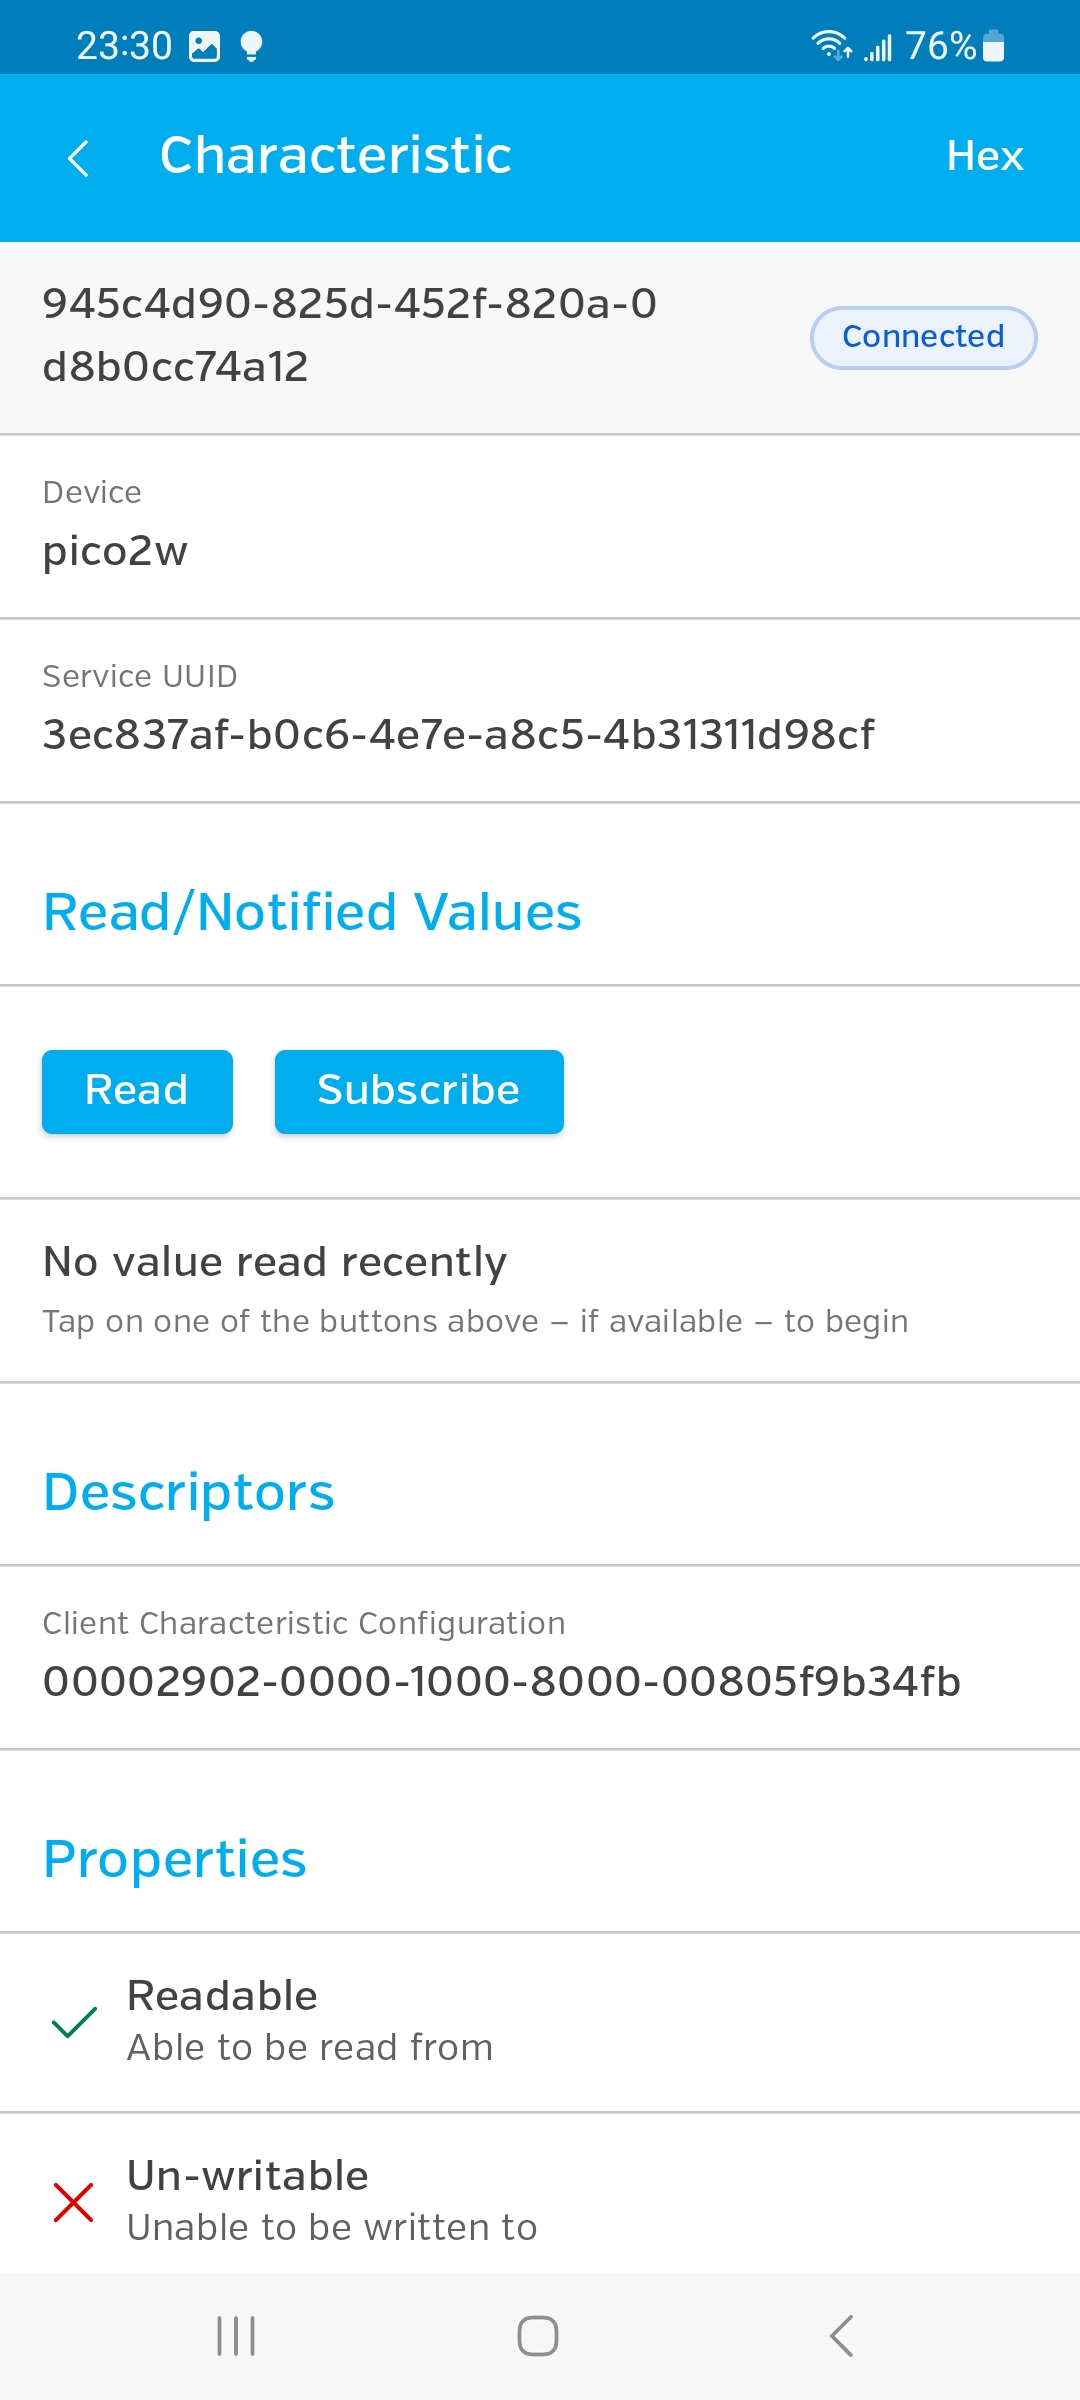 23:30 76%
Characteristic Hex
945c4d90-825d-452f-820a-0
d8b0cc74a12
Connected
Device
pico2w
Service UUID
3ec837af-b0c6-4e7e-a8c5-4b31311d98cf
Read/Notified Values
Read Subscribe
No value read recently
Tap on one of the buttons above – if available – to begin
Descriptors
Client Characteristic Configuration
00002902-0000-1000-8000-00805f9b34fb
Properties
Readable
Able to be read from
Un-writable
Unable to be written to